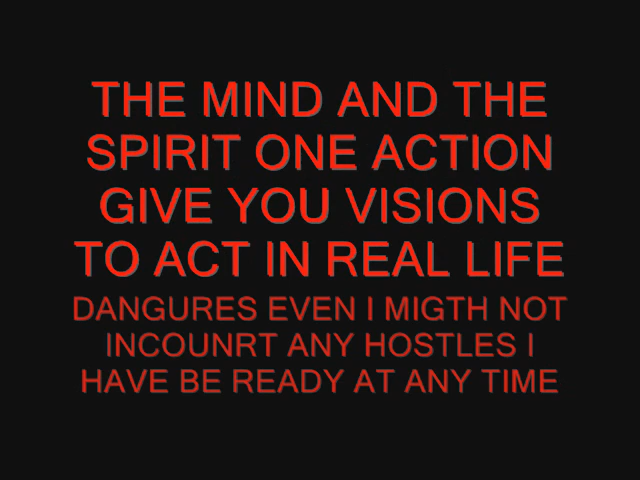 THE MIND AND THE
SPIRIT ONE ACTION
GIVE YOU VISIONS
TO ACT IN REAL LIFE
DANGURES EVEN I MIGTH NOT
INCOUNRT ANY HOSTLES I
HAVE BE READY AT ANY TIME